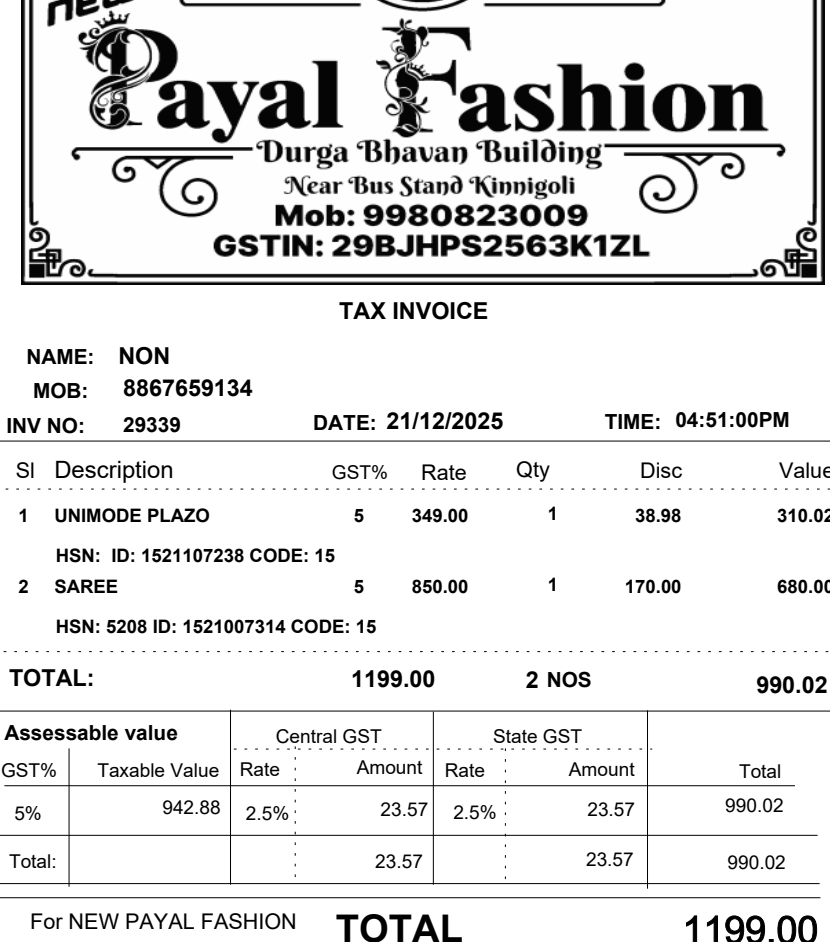 new
Payal Fashion
Durga Bhavan Building
Near Bus Stand Kinnigoli
Mob: 9980823009
GSTIN: 29BJHPS2563K1ZL
TAX INVOICE
NAME: NON
MOB: 8867659134
INV NO: 29339 DATE: 21/12/2025 TIME: 04:51:00PM
Sl Description GST% Rate Qty Disc Value
1 UNIMODE PLAZO 5 349.00 1 38.98 310.02
HSN: ID: 1521107238 CODE: 15
2 SAREE 5 850.00 1 170.00 680.00
HSN: 5208 ID: 1521007314 CODE: 15
TOTAL: 1199.00 2 NOS 990.02
Assessable value Central GST State GST
GST% Taxable Value Rate Amount Rate Amount Total
5% 942.88 2.5% 23.57 2.5% 23.57 990.02
Total: 23.57 23.57 990.02
For NEW PAYAL FASHION TOTAL 1199.00